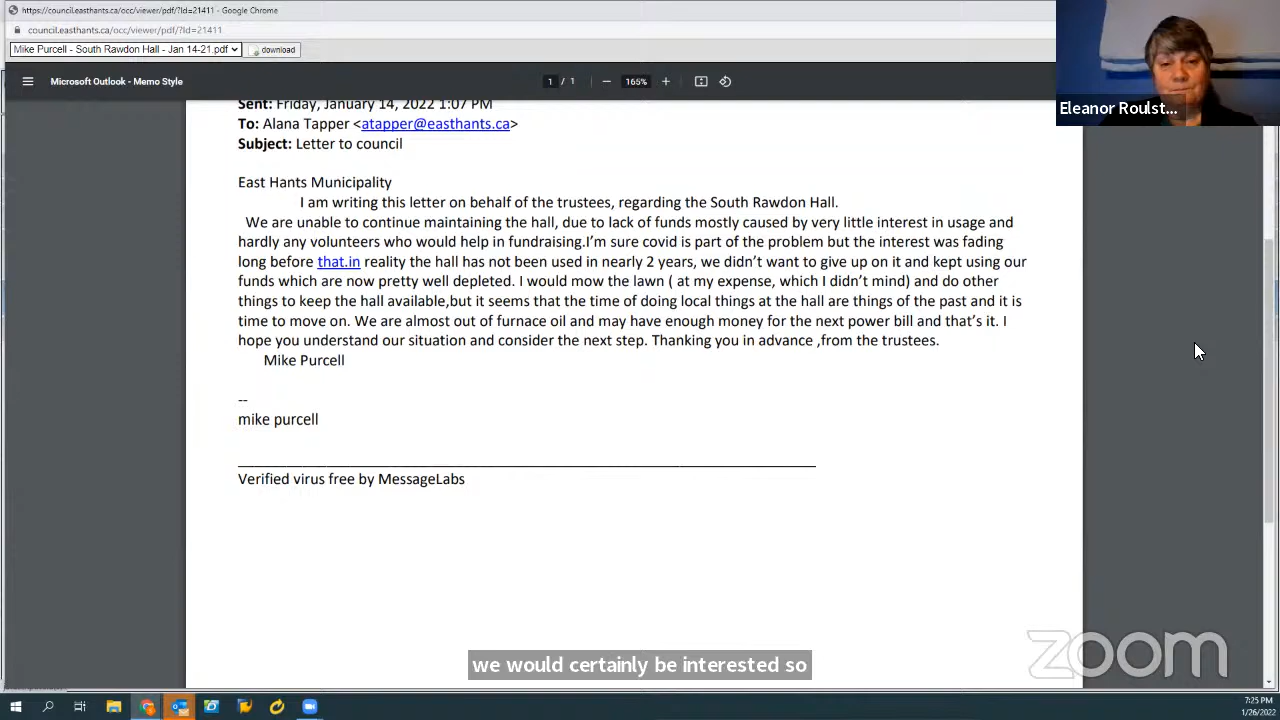 https://council.easthants.ca/occ/viewer/pdf/?Id=21411 - Google Chrome
council.easthants.ca/occ/viewer/pdf/?Id=21411
Mike Purcell - South Rawdon Hall - Jan 14-21.pdf download
Microsoft Outlook - Memo Style 1 / 1 165%
Eleanor Roulst...
Sent: Friday, January 14, 2022 1:07 PM
To: Alana Tapper <atapper@easthants.ca>
Subject: Letter to council
East Hants Municipality
I am writing this letter on behalf of the trustees, regarding the South Rawdon Hall.
We are unable to continue maintaining the hall, due to lack of funds mostly caused by very little interest in usage and
hardly any volunteers who would help in fundraising.I'm sure covid is part of the problem but the interest was fading
long before that.in reality the hall has not been used in nearly 2 years, we didn't want to give up on it and kept using our
funds which are now pretty well depleted. I would mow the lawn ( at my expense, which I didn't mind) and do other
things to keep the hall available,but it seems that the time of doing local things at the hall are things of the past and it is
time to move on. We are almost out of furnace oil and may have enough money for the next power bill and that's it. I
hope you understand our situation and consider the next step. Thanking you in advance ,from the trustees.
Mike Purcell
--
mike purcell
Verified virus free by MessageLabs
we would certainly be interested so
zoom
7:25 PM
1/26/2022